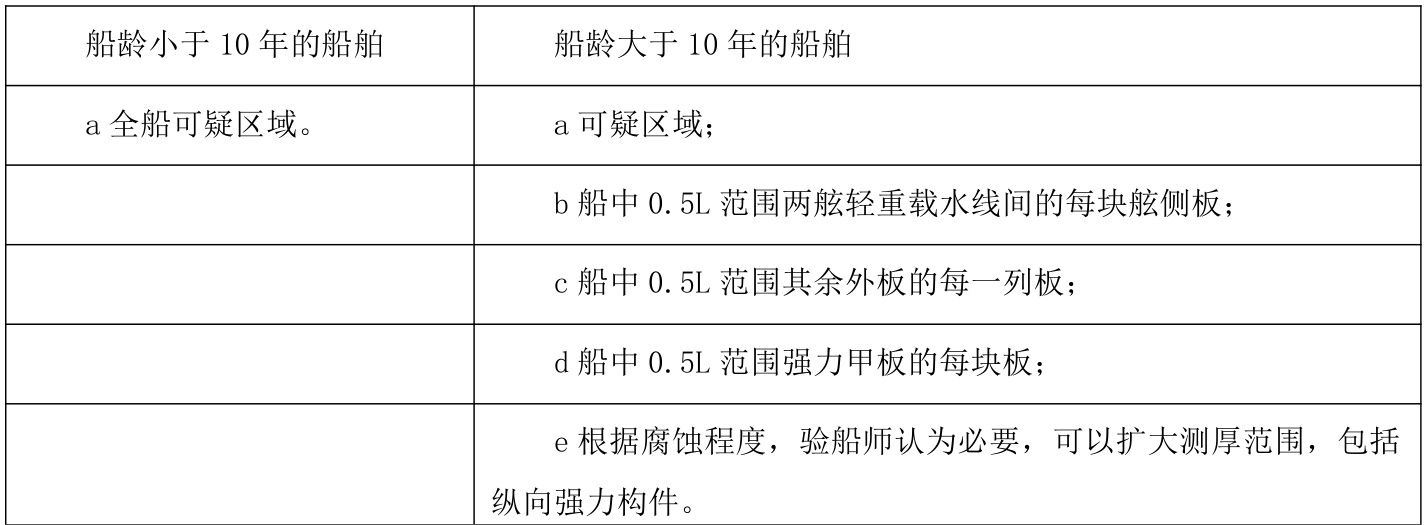 船龄小于 10 年的船舶
船龄大于 10 年的船舶
a 全船可疑区域。
a 可疑区域；
b 船中 0.5L 范围两舷轻重载水线间的每块舷侧板；
c 船中 0.5L 范围其余外板的每一列板；
d 船中 0.5L 范围强力甲板的每块板；
e 根据腐蚀程度，验船师认为必要，可以扩大测厚范围，包括
纵向强力构件。